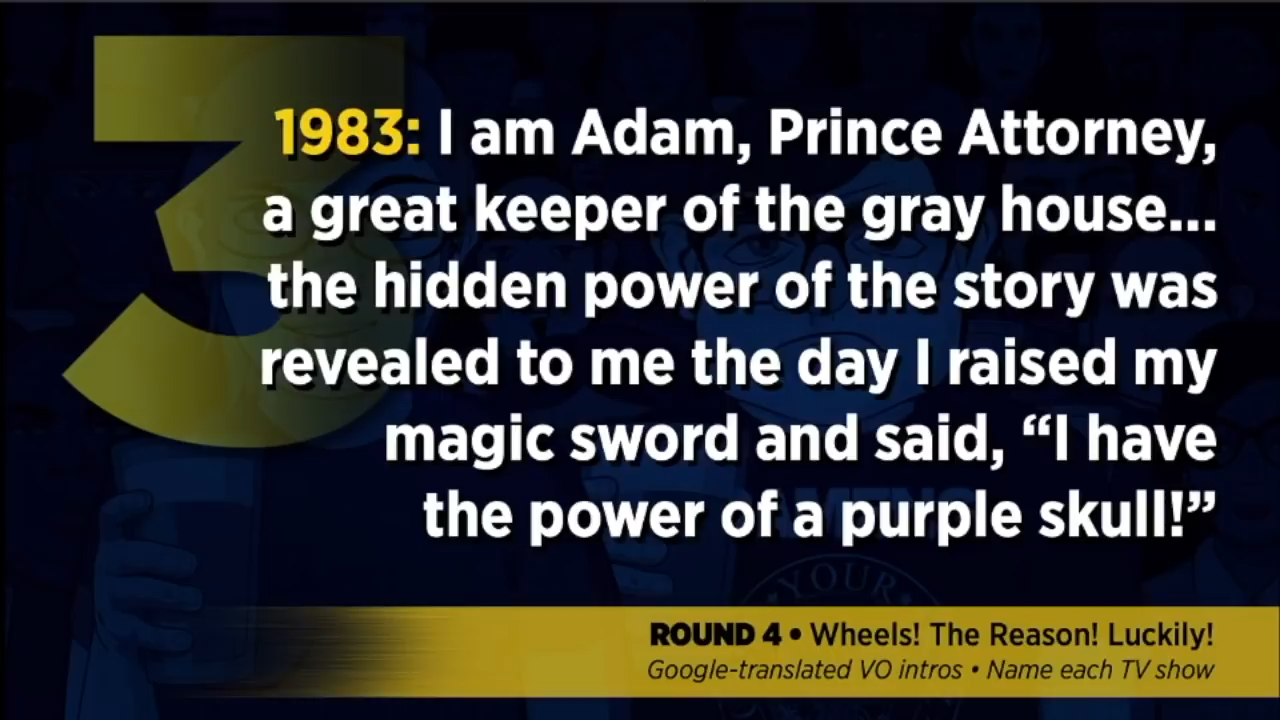 3
1983: I am Adam, Prince Attorney,
a great keeper of the gray house...
the hidden power of the story was
revealed to me the day I raised my
magic sword and said, “I have
the power of a purple skull!”
YOUR
ROUND 4 • Wheels! The Reason! Luckily!
Google-translated VO intros • Name each TV show